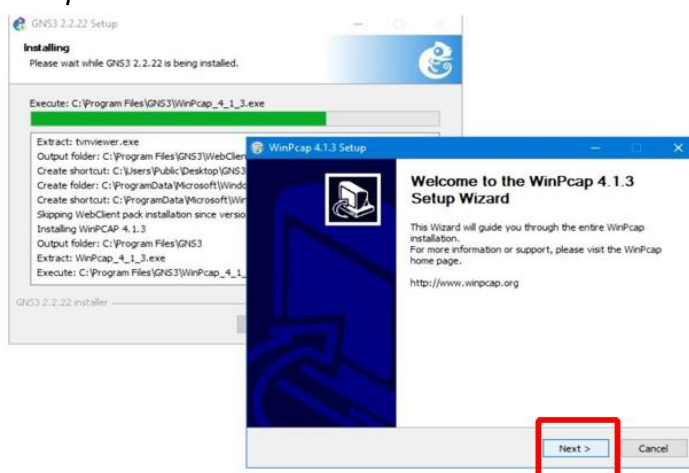 GNS3 2.2.22 Setup
Installing
Please wait while GNS3 2.2.22 is being installed.
Execute: C:\Program Files\GNS3\WinPcap_4_1_3.exe
Extract: tvnviewer.exe
Output folder: C:\Program Files\GNS3\WebClien
Create shortcut: C:\Users\Public\Desktop\GNS3
Create folder: C:\ProgramData\Microsoft\Windo
Create shortcut: C:\ProgramData\Microsoft\Win
Skipping WebClient pack installation since versio
Installing WinPCAP 4.1.3
Output folder: C:\Program Files\GNS3
Extract: WinPcap_4_1_3.exe
Execute: C:\Program Files\GNS3\WinPcap_4_1_
GNS3 2.2.22 installer
WinPcap 4.1.3 Setup
Welcome to the WinPcap 4.1.3
Setup Wizard
This Wizard will guide you through the entire WinPcap
installation.
For more information or support, please visit the WinPcap
home page.
http://www.winpcap.org
Next >
Cancel